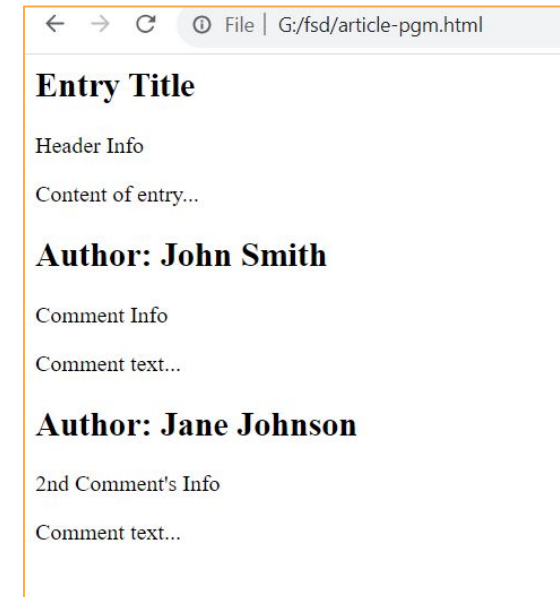 File | G:/fsd/article-pgm.html
Entry Title
Header Info
Content of entry...
Author: John Smith
Comment Info
Comment text...
Author: Jane Johnson
2nd Comment's Info
Comment text...